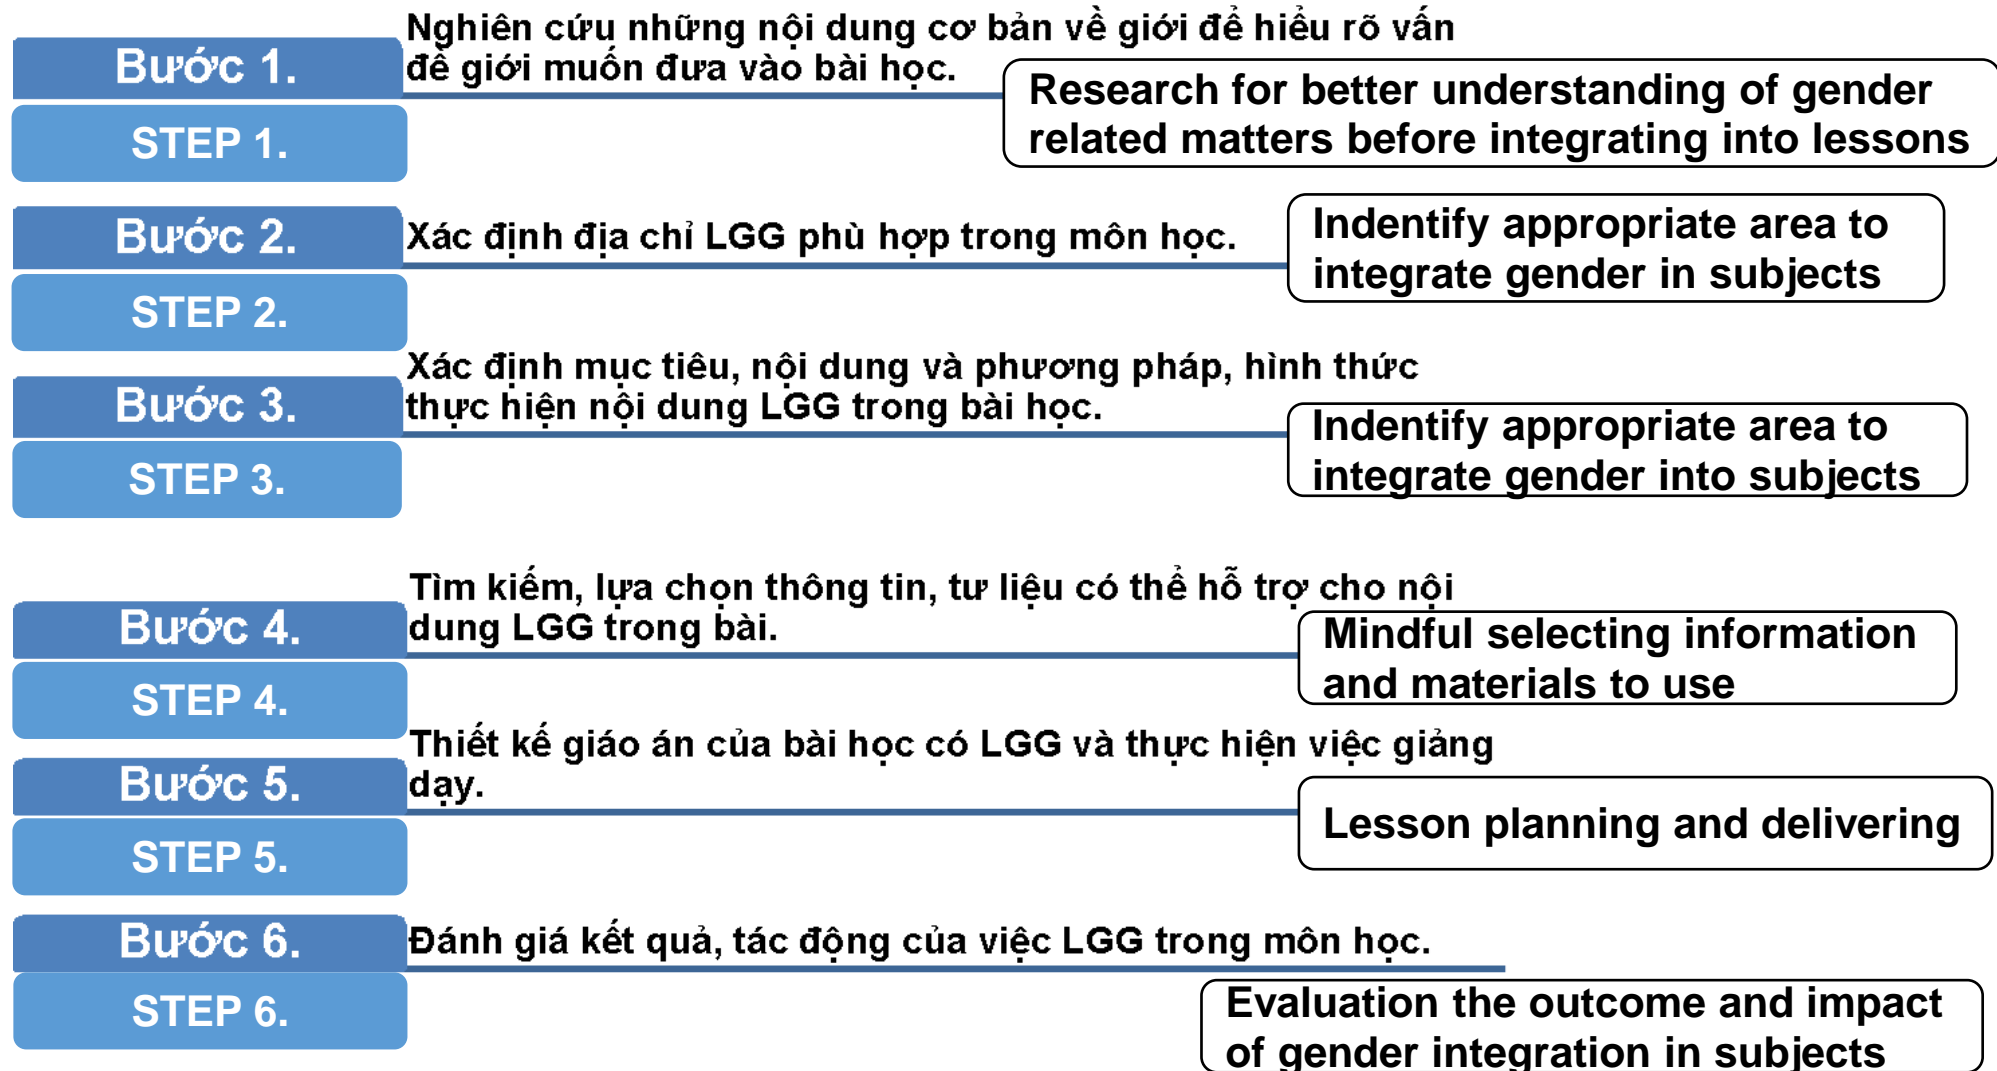 Bước 1.
Nghiên cứu những nội dung cơ bản về giới để hiểu rõ vấn
đề giới muốn đưa vào bài học.
STEP 1.
Research for better understanding of gender
related matters before integrating into lessons
Bước 2.
Xác định địa chỉ LGG phù hợp trong môn học.
STEP 2.
Indentify appropriate area to
integrate gender in subjects
Bước 3.
Xác định mục tiêu, nội dung và phương pháp, hình thức
thực hiện nội dung LGG trong bài học.
STEP 3.
Indentify appropriate area to
integrate gender into subjects
Bước 4.
Tìm kiếm, lựa chọn thông tin, tư liệu có thể hỗ trợ cho nội
dung LGG trong bài.
STEP 4.
Mindful selecting information
and materials to use
Bước 5.
Thiết kế giáo án của bài học có LGG và thực hiện việc giảng
dạy.
STEP 5.
Lesson planning and delivering
Bước 6.
Đánh giá kết quả, tác động của việc LGG trong môn học.
STEP 6.
Evaluation the outcome and impact
of gender integration in subjects